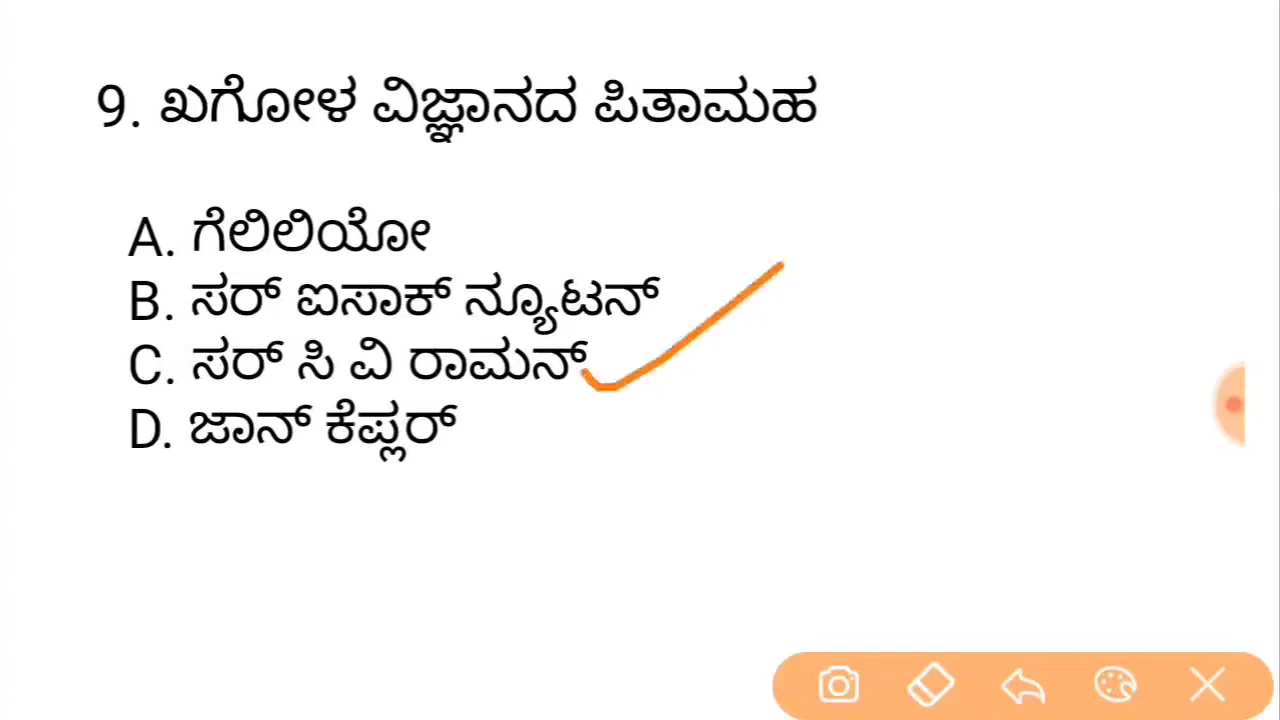 9. ಖಗೋಳ ವಿಜ್ಞಾನದ ಪಿತಾಮಹ
A. ಗೆಲಿಲಿಯೋ
B. ಸರ್ ಐಸಾಕ್ ನ್ಯೂಟನ್
C. ಸರ್ ಸಿ ವಿ ರಾಮನ್
D. ಜಾನ್ ಕೆಪ್ಲರ್